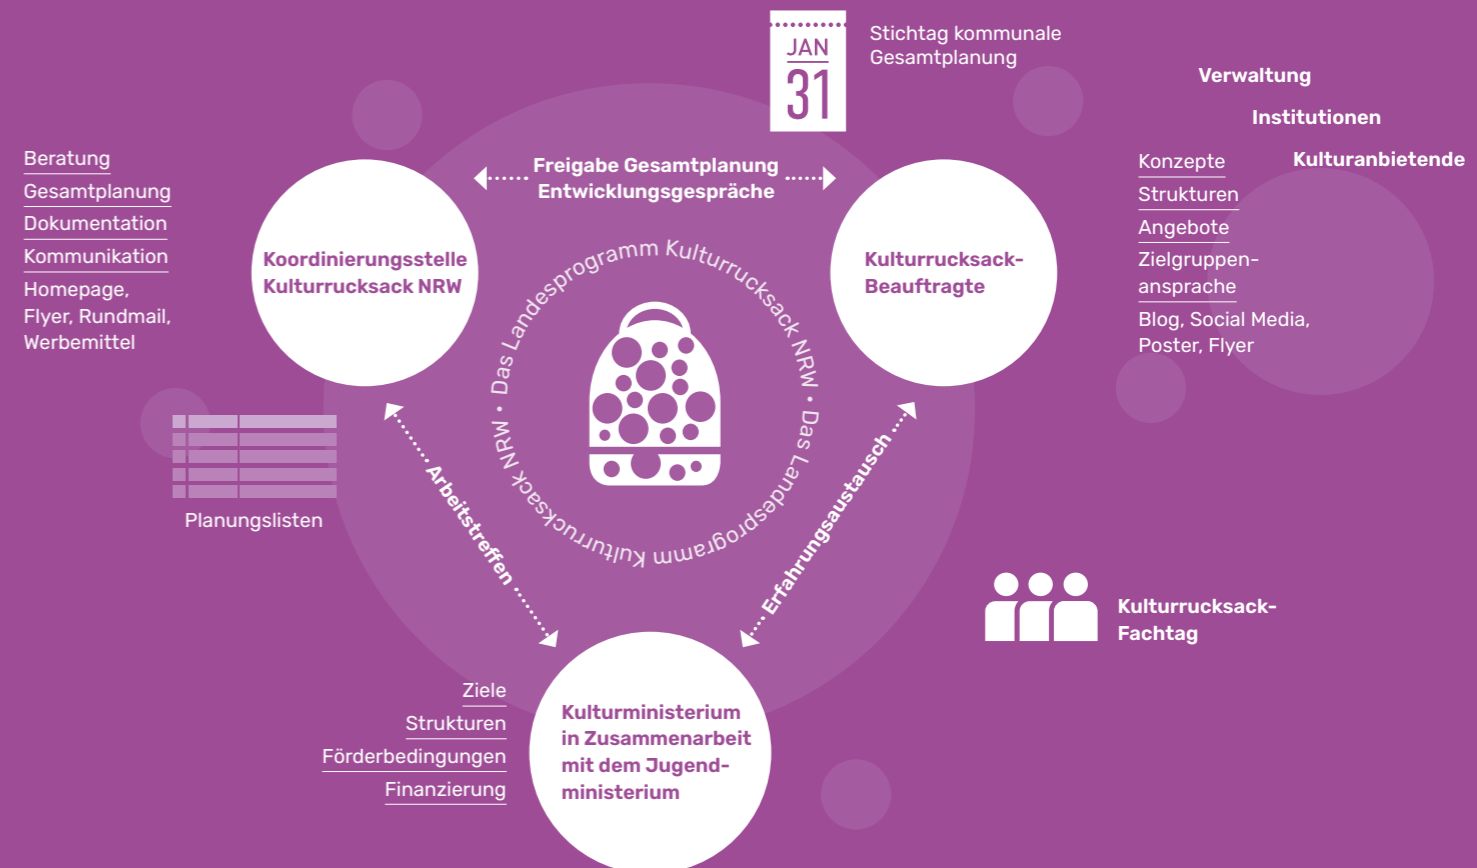 JAN
31
Stichtag kommunale
Gesamtplanung
Verwaltung
Institutionen
Kulturanbietende
Beratung
Gesamtplanung
Dokumentation
Kommunikation
Homepage,
Flyer, Rundmail,
Werbemittel
Koordinierungsstelle
Kulturrucksack NRW
Freigabe Gesamtplanung
Entwicklungsgespräche
Kulturrucksack-
Beauftragte
Konzepte
Strukturen
Angebote
Zielgruppen-
ansprache
Blog, Social Media,
Poster, Flyer
Das Landesprogramm Kulturrucksack NRW • Das Landesprogramm Kulturrucksack NRW •
Planungslisten
Arbeitstreffen
Erfahrungsaustausch
Kulturrucksack-
Fachtag
Ziele
Strukturen
Förderbedingungen
Finanzierung
Kulturministerium
in Zusammenarbeit
mit dem Jugend-
ministerium